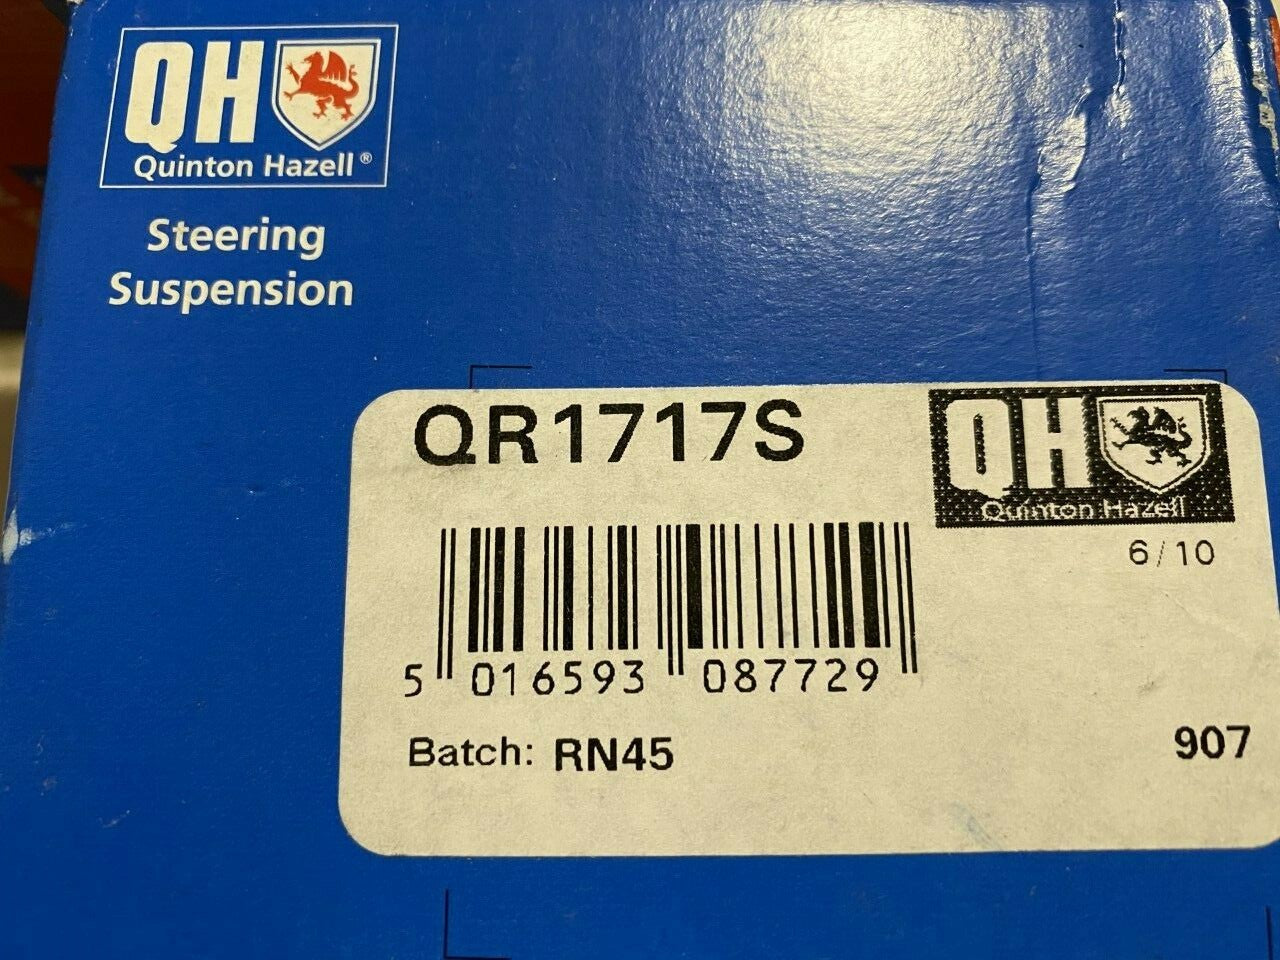 QH
Quinton Hazell®
Steering
Suspension
QR1717S
QH
Quinton Hazell
6/10
5 016593 087729
Batch: RN45
907